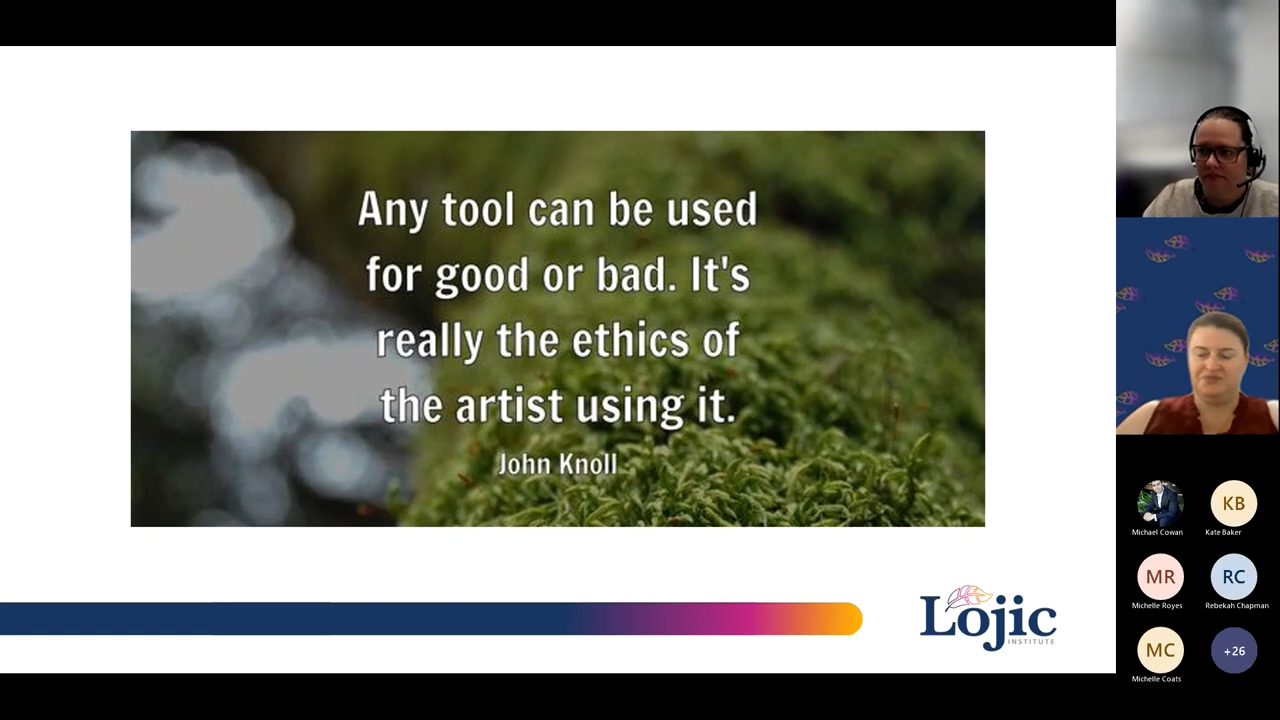 Any tool can be used
for good or bad. It's
really the ethics of
the artist using it.
John Knoll
Lojic
INSTITUTE
Michael Cowan
KB
Kate Baker
MR
Michelle Royes
RC
Rebekah Chapman
MC
Michelle Coats
+26